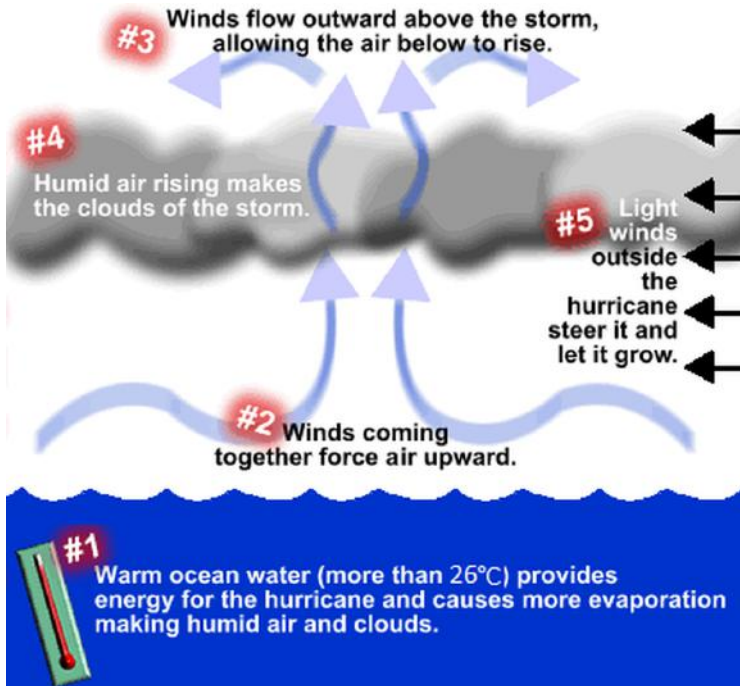 #3
Winds flow outward above the storm,
allowing the air below to rise.
#4
Humid air rising makes
the clouds of the storm.
#5
Light
winds
outside
the
hurricane
steer it and
let it grow.
#2
Winds coming
together force air upward.
#1
Warm ocean water (more than 26℃) provides
energy for the hurricane and causes more evaporation
making humid air and clouds.